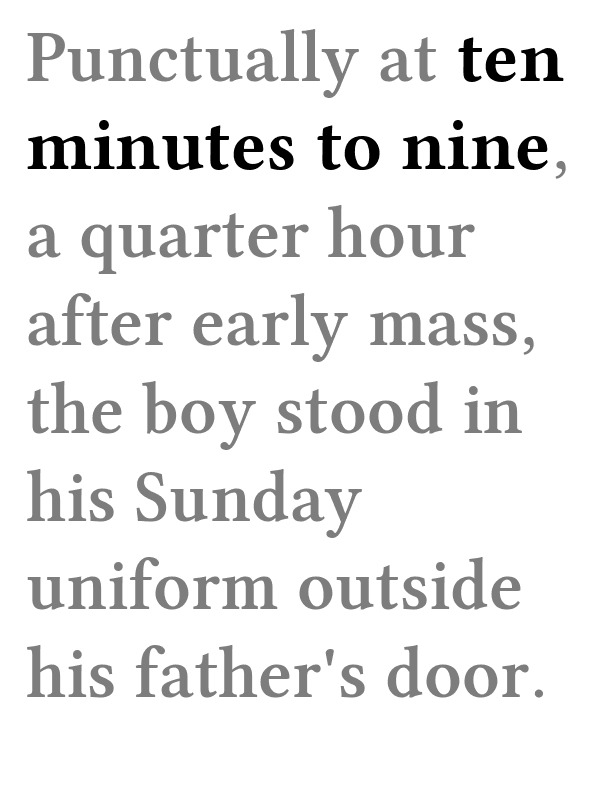 Punctually at ten
minutes to nine,
a quarter hour
after early mass,
the boy stood in
his Sunday
uniform outside
his father's door.